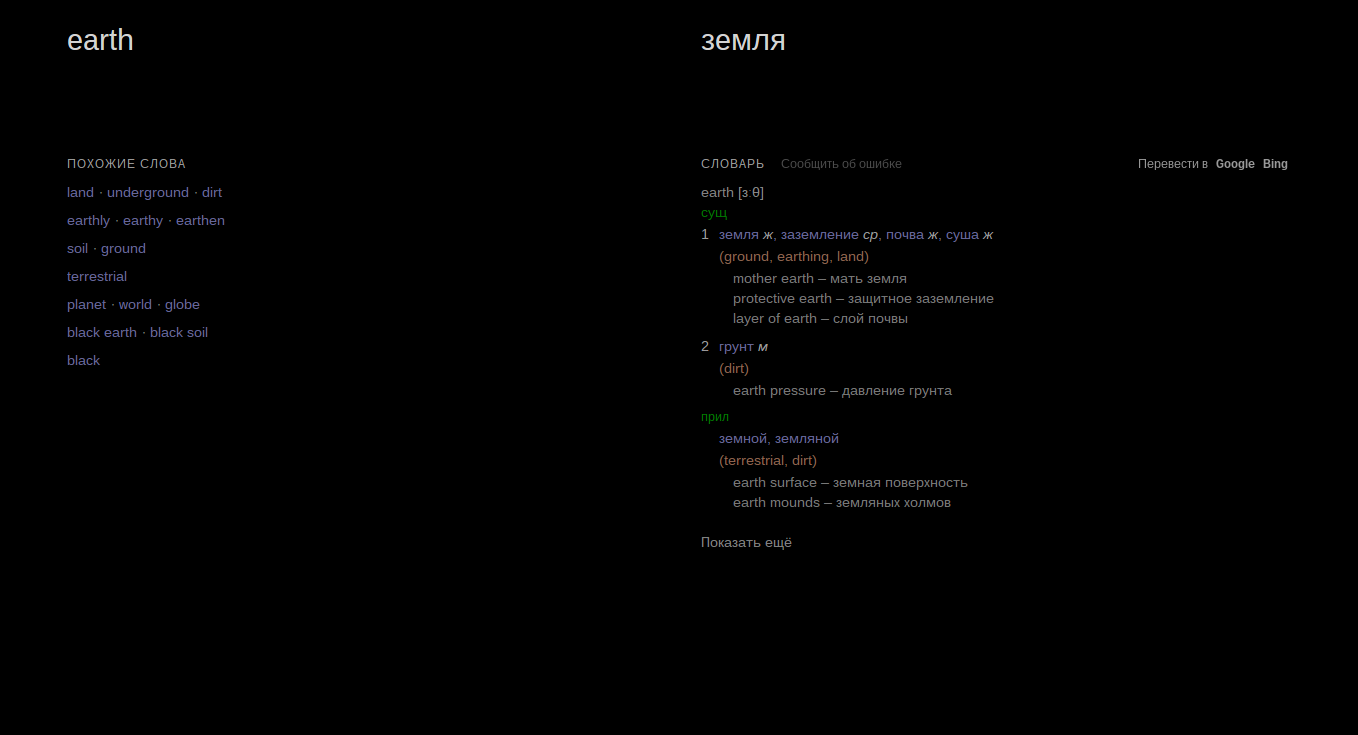 earth
земля
ПОХОЖИЕ СЛОВА
land · underground · dirt
earthly · earthy · earthen
soil · ground
terrestrial
planet · world · globe
black earth · black soil
black
СЛОВАРЬ Сообщить об ошибке
Перевести в Google Bing
earth [ɜːθ]
сущ
1 земля ж, заземление ср, почва ж, суша ж
(ground, earthing, land)
mother earth – мать земля
protective earth – защитное заземление
layer of earth – слой почвы
2 грунт м
(dirt)
earth pressure – давление грунта
прил
земной, земляной
(terrestrial, dirt)
earth surface – земная поверхность
earth mounds – земляных холмов
Показать ещё